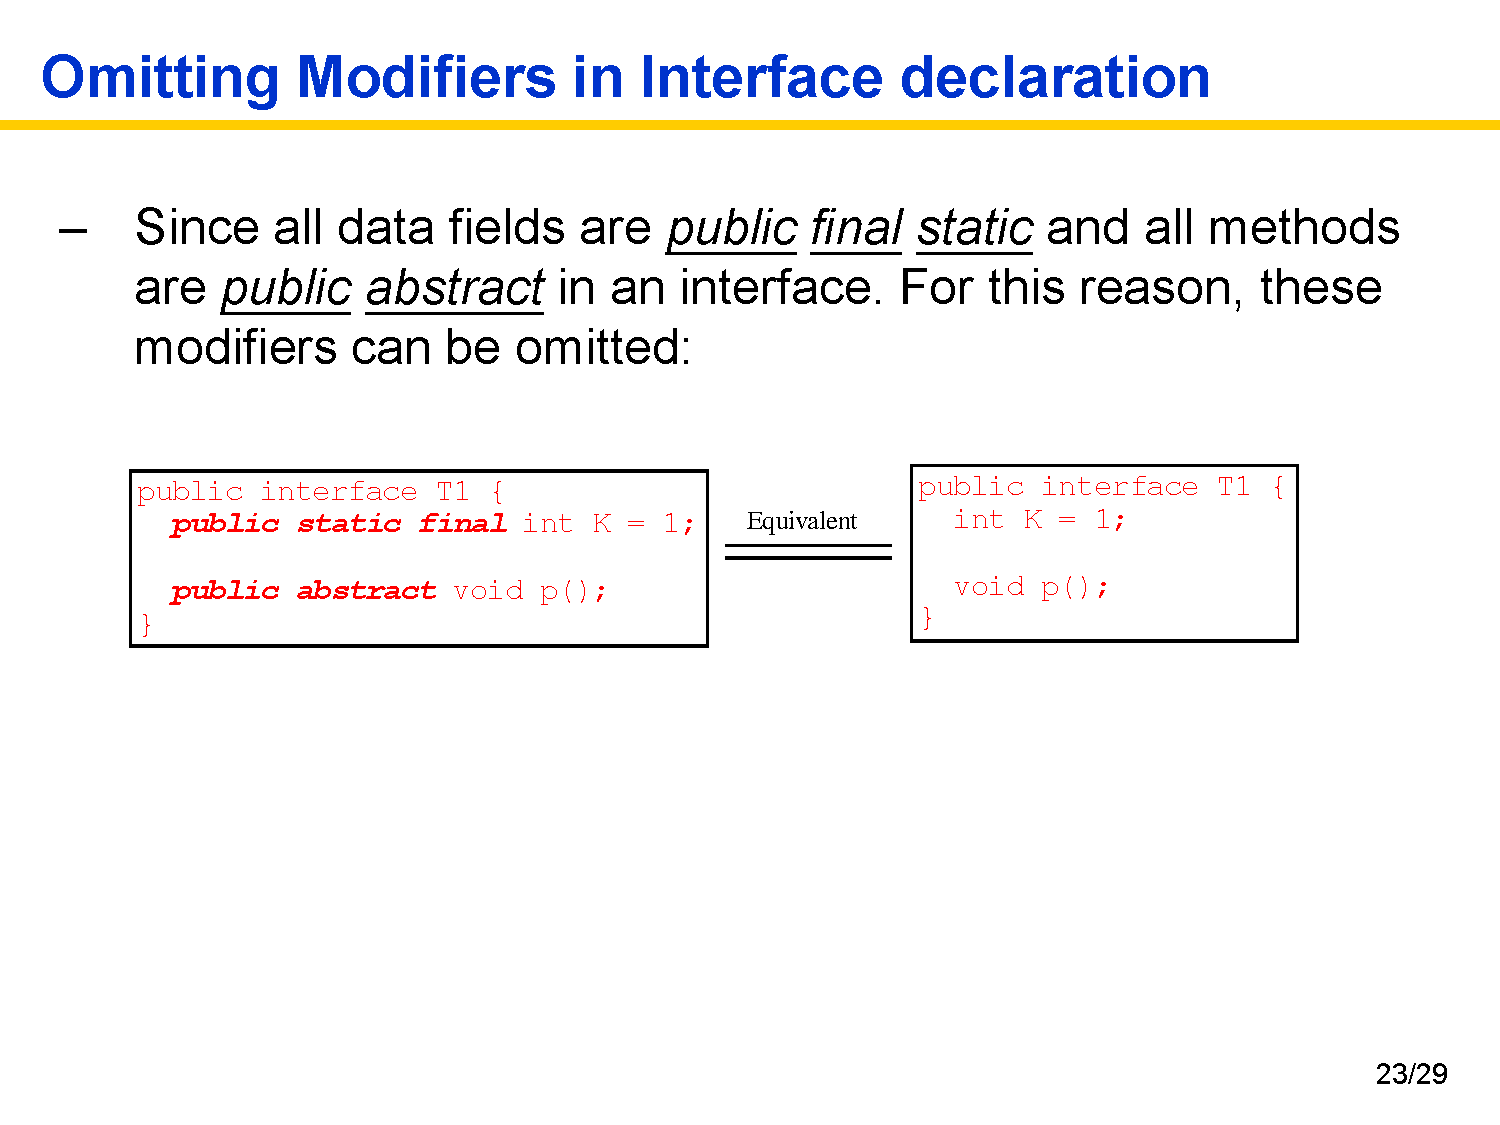 Omitting Modifiers in Interface declaration
– Since all data fields are public final static and all methods
are public abstract in an interface. For this reason, these
modifiers can be omitted:
public interface T1 {
public static final int K = 1;
public abstract void p();
}
Equivalent
public interface T1 {
int K = 1;
void p();
}
23/29